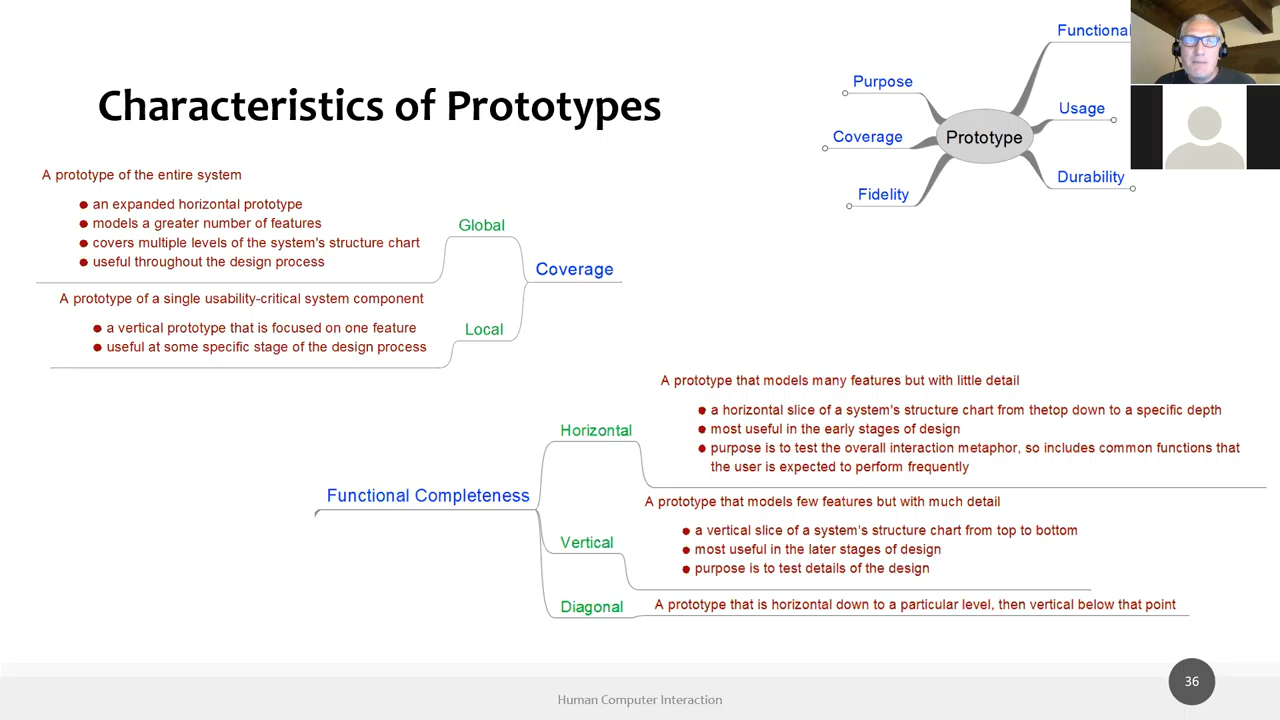 Characteristics of Prototypes
Functional
Purpose
Usage
Coverage
Prototype
Durability
Fidelity
A prototype of the entire system
● an expanded horizontal prototype
● models a greater number of features
● covers multiple levels of the system's structure chart
● useful throughout the design process
Global
Coverage
A prototype of a single usability-critical system component
● a vertical prototype that is focused on one feature
● useful at some specific stage of the design process
Local
A prototype that models many features but with little detail
● a horizontal slice of a system's structure chart from thetop down to a specific depth
● most useful in the early stages of design
● purpose is to test the overall interaction metaphor, so includes common functions that
the user is expected to perform frequently
Horizontal
Functional Completeness
A prototype that models few features but with much detail
● a vertical slice of a system's structure chart from top to bottom
● most useful in the later stages of design
● purpose is to test details of the design
Vertical
Diagonal
A prototype that is horizontal down to a particular level, then vertical below that point
Human Computer Interaction
36